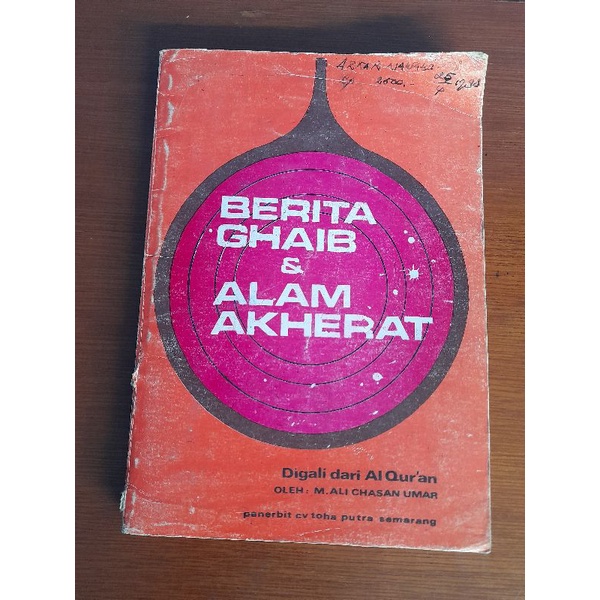 BERITA
GHAIB
&
ALAM
AKHERAT
Digali dari Al Qur'an
OLEH: M. ALI CHASAN UMAR
penerbit cv toha putra semarang